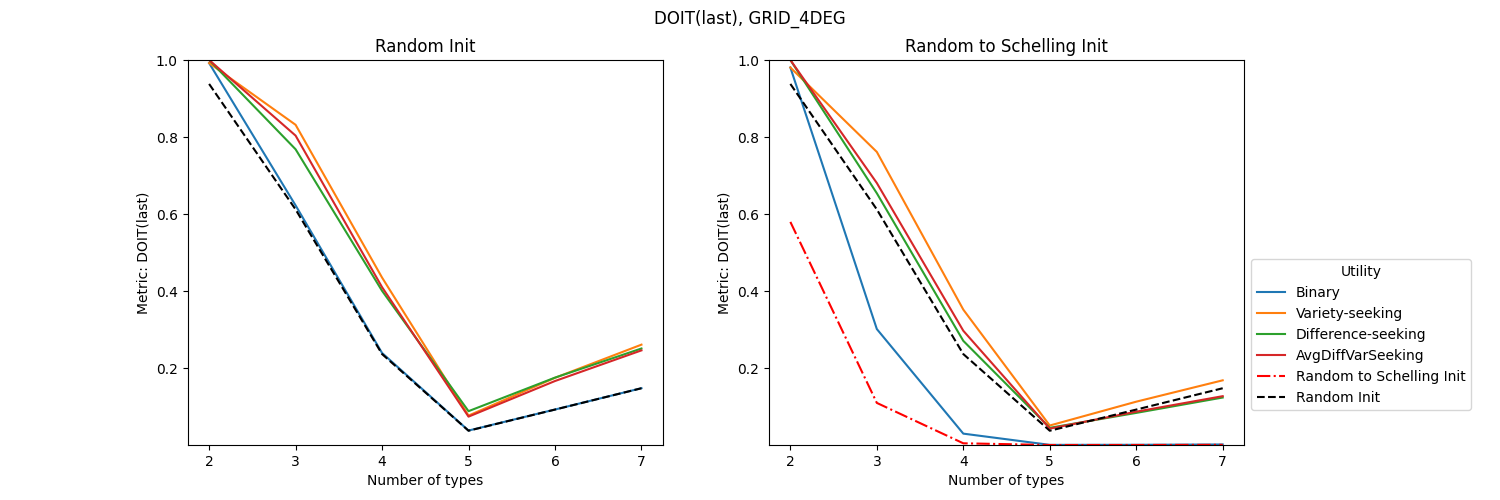 DOIT(last), GRID_4DEG
Random Init
Metric: DOIT(last)
1.0
0.8
0.6
0.4
0.2
2 3 4 5 6 7
Number of types
Random to Schelling Init
Metric: DOIT(last)
1.0
0.8
0.6
0.4
0.2
2 3 4 5 6 7
Number of types
Utility
Binary
Variety-seeking
Difference-seeking
AvgDiffVarSeeking
Random to Schelling Init
Random Init